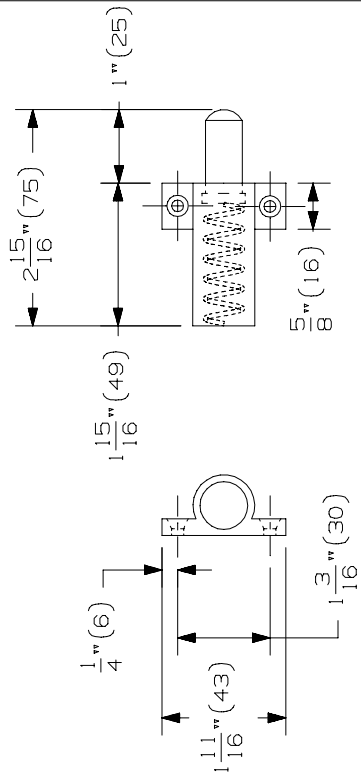 1" (25)
2 15/16" (75)
1 15/16" (49)
5/8" (16)
1/4" (6)
1 3/16" (30)
1 11/16" (43)